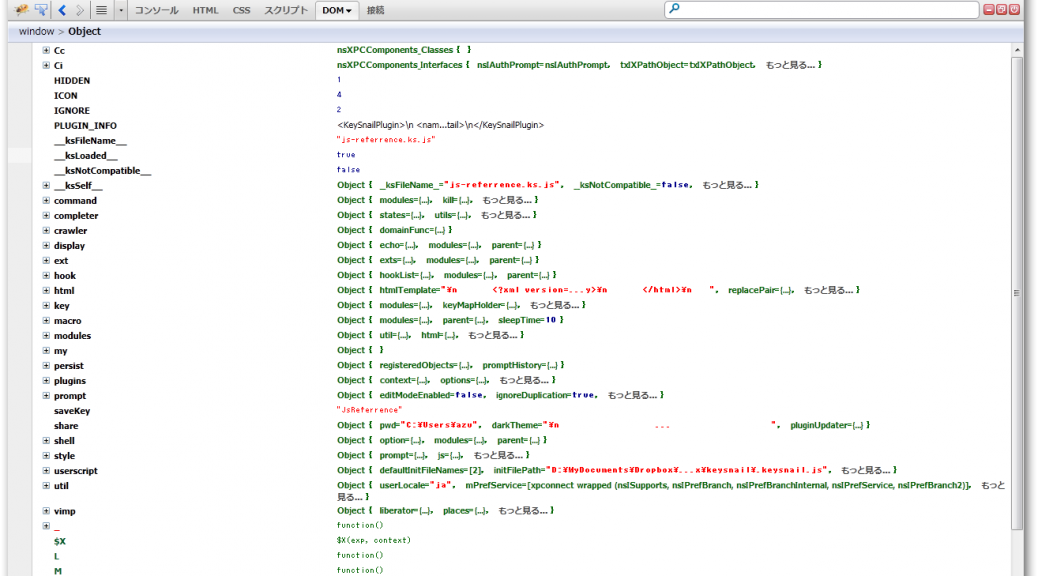 コンソール HTML CSS スクリプト DOM 接続
window > Object
Cc nsXPCComponents_Classes { }
Ci nsXPCComponents_Interfaces { nsIAuthPrompt=nsIAuthPrompt, txIXPathObject=txIXPathObject, もっと見る... }
HIDDEN 1
ICON 4
IGNORE 2
PLUGIN_INFO <KeySnailPlugin>\n <nam...tail>\n</KeySnailPlugin>
__ksFileName__ "js-referrence.ks.js"
__ksLoaded__ true
__ksNotCompatible__ false
__ksSelf__ Object { _ksFileName_="js-referrence.ks.js", _ksNotCompatible_=false, もっと見る... }
command Object { modules={...}, kill={...}, もっと見る... }
completer Object { states={...}, utils={...}, もっと見る... }
crawler Object { domainFunc={...} }
display Object { echo={...}, modules={...}, parent={...} }
ext Object { exts={...}, modules={...}, parent={...} }
hook Object { hookList={...}, modules={...}, parent={...} }
html Object { htmlTemplate="¥n <?xml version=...y>¥n </html>¥n ", replacePair={...}, もっと見る... }
key Object { modules={...}, keyMapHolder={...}, もっと見る... }
macro Object { modules={...}, parent={...}, sleepTime=10 }
modules Object { util={...}, html={...}, もっと見る... }
my Object { }
persist Object { registeredObjects={...}, promptHistory={...} }
plugins Object { context={...}, options={...}, もっと見る... }
prompt Object { editModeEnabled=false, ignoreDuplication=true, もっと見る... }
saveKey "JsReferrence"
share Object { pwd="C:¥Users¥azu", darkTheme="¥n ... ", pluginUpdater={...} }
shell Object { option={...}, modules={...}, parent={...} }
style Object { prompt={...}, js={...}, もっと見る... }
userscript Object { defaultInitFileNames=[2], initFilePath="D:¥MyDocuments¥Dropbox¥...x¥keysnail¥.keysnail.js", もっと見る... }
util Object { userLocale="ja", mPrefService=[xpconnect wrapped (nsISupports, nsIPrefBranch, nsIPrefBranchInternal, nsIPrefService, nsIPrefBranch2)], もっと
見る... }
vimp Object { liberator={...}, places={...}, もっと見る... }
_ function()
$X $X(exp, context)
L function()
M function()